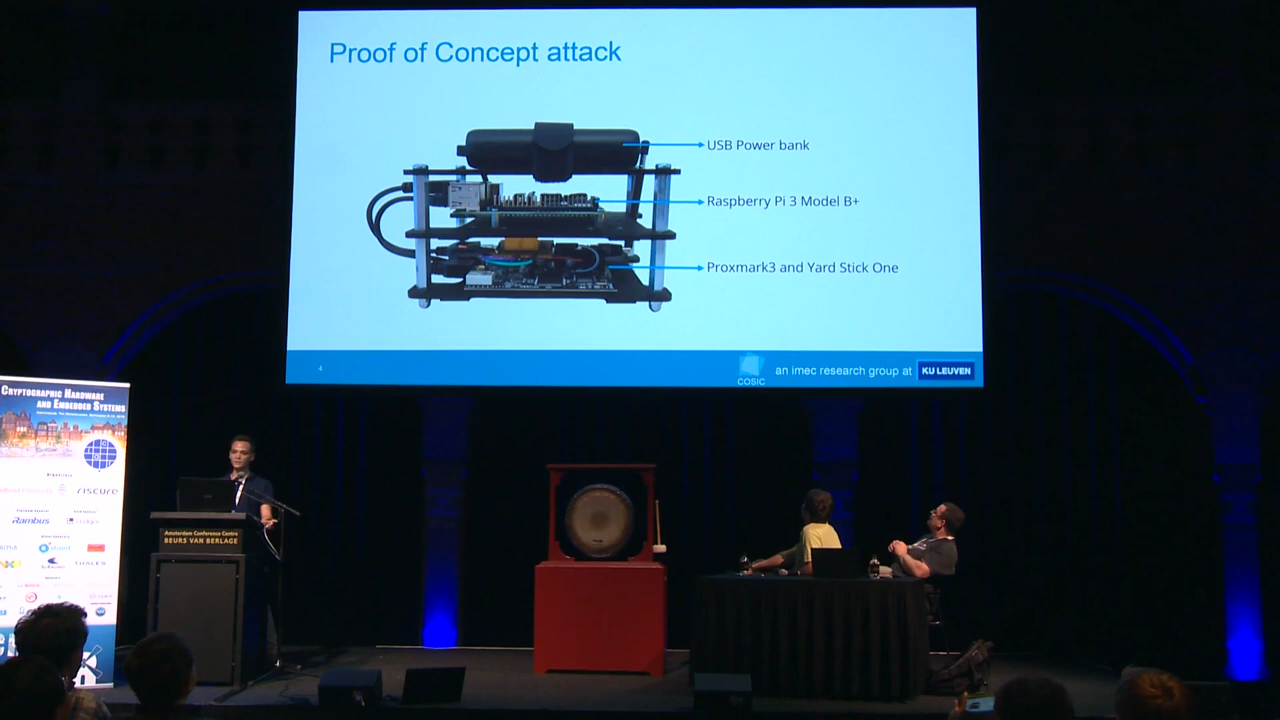 Proof of Concept attack
USB Power bank
Raspberry Pi 3 Model B+
Proxmark3 and Yard Stick One
4
COSIC
an imec research group at
KU LEUVEN
CRYPTOGRAPHIC HARDWARE
AND EMBEDDED SYSTEMS
riscure
Rambus
THALES
Amsterdam Conference Centre
BEURS VAN BERLAGE